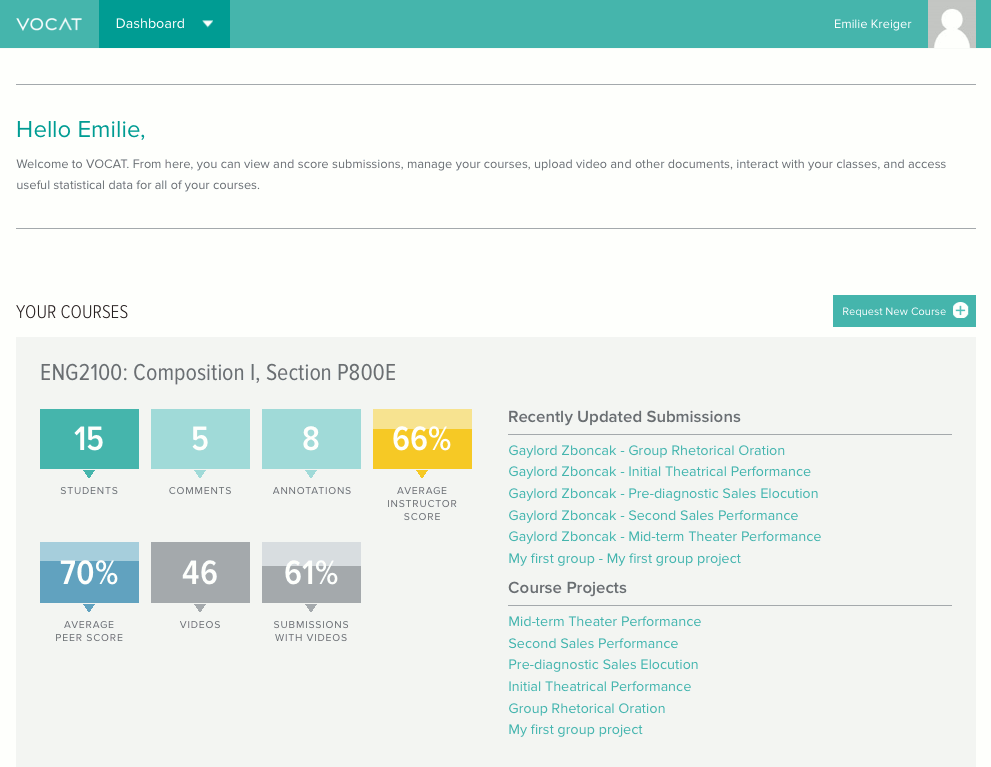 VOCAT
Dashboard
Emilie Kreiger
Hello Emilie,
Welcome to VOCAT. From here, you can view and score submissions, manage your courses, upload video and other documents, interact with your classes, and access
useful statistical data for all of your courses.
YOUR COURSES
Request New Course
ENG2100: Composition I, Section P800E
15
STUDENTS
5
COMMENTS
8
ANNOTATIONS
66%
AVERAGE
INSTRUCTOR
SCORE
70%
AVERAGE
PEER SCORE
46
VIDEOS
61%
SUBMISSIONS
WITH VIDEOS
Recently Updated Submissions
Gaylord Zboncak - Group Rhetorical Oration
Gaylord Zboncak - Initial Theatrical Performance
Gaylord Zboncak - Pre-diagnostic Sales Elocution
Gaylord Zboncak - Second Sales Performance
Gaylord Zboncak - Mid-term Theater Performance
My first group - My first group project
Course Projects
Mid-term Theater Performance
Second Sales Performance
Pre-diagnostic Sales Elocution
Initial Theatrical Performance
Group Rhetorical Oration
My first group project